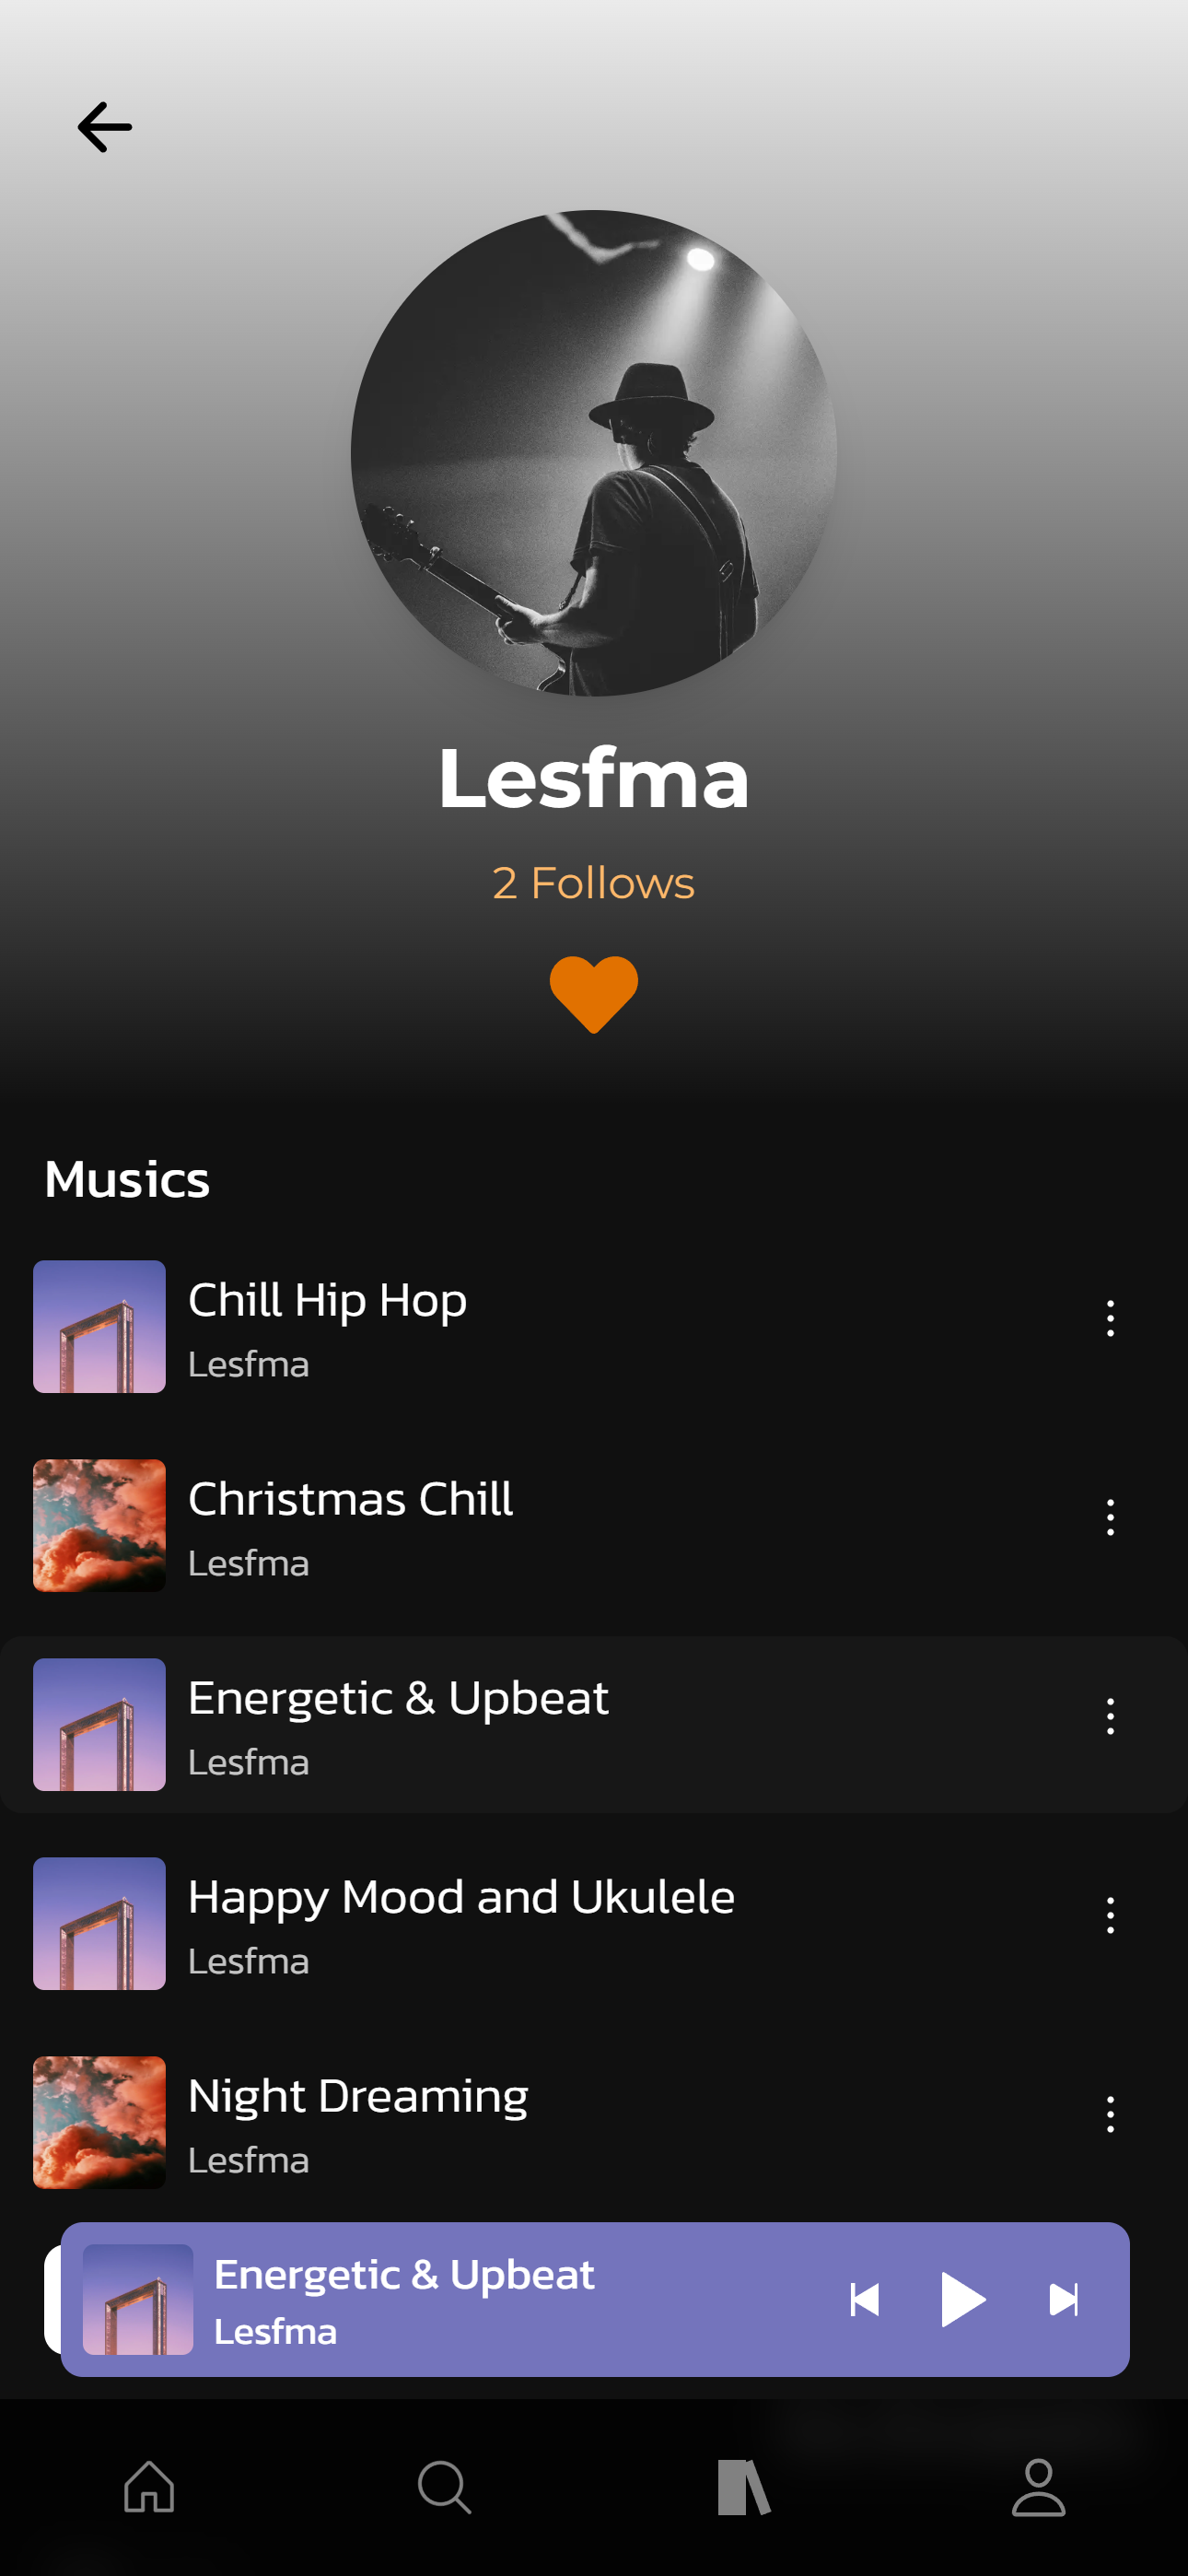 Lesfma
2 Follows
Musics
Chill Hip Hop
Lesfma
Christmas Chill
Lesfma
Energetic & Upbeat
Lesfma
Happy Mood and Ukulele
Lesfma
Night Dreaming
Lesfma
Energetic & Upbeat
Lesfma